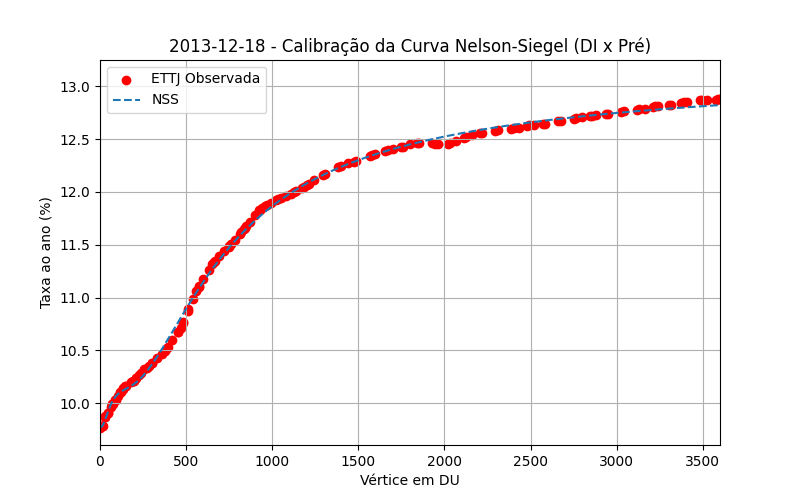 2013-12-18 - Calibração da Curva Nelson-Siegel (DI x Pré)
ETTJ Observada
NSS
Taxa ao ano (%)
13.0
12.5
12.0
11.5
11.0
10.5
10.0
0 500 1000 1500 2000 2500 3000 3500
Vértice em DU